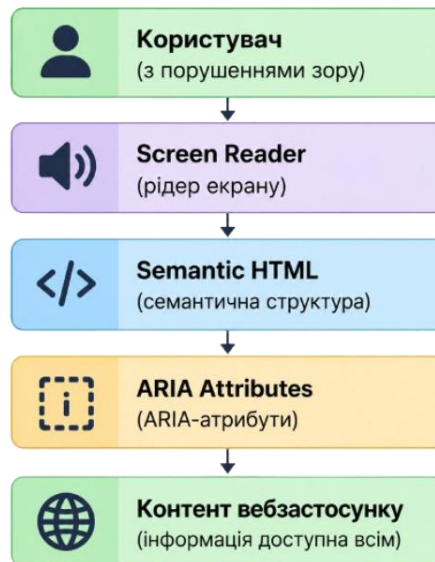 Користувач
(з порушеннями зору)
Screen Reader
(рідер екрану)
Semantic HTML
(семантична структура)
ARIA Attributes
(ARIA-атрибути)
Контент вебзастосунку
(інформація доступна всім)